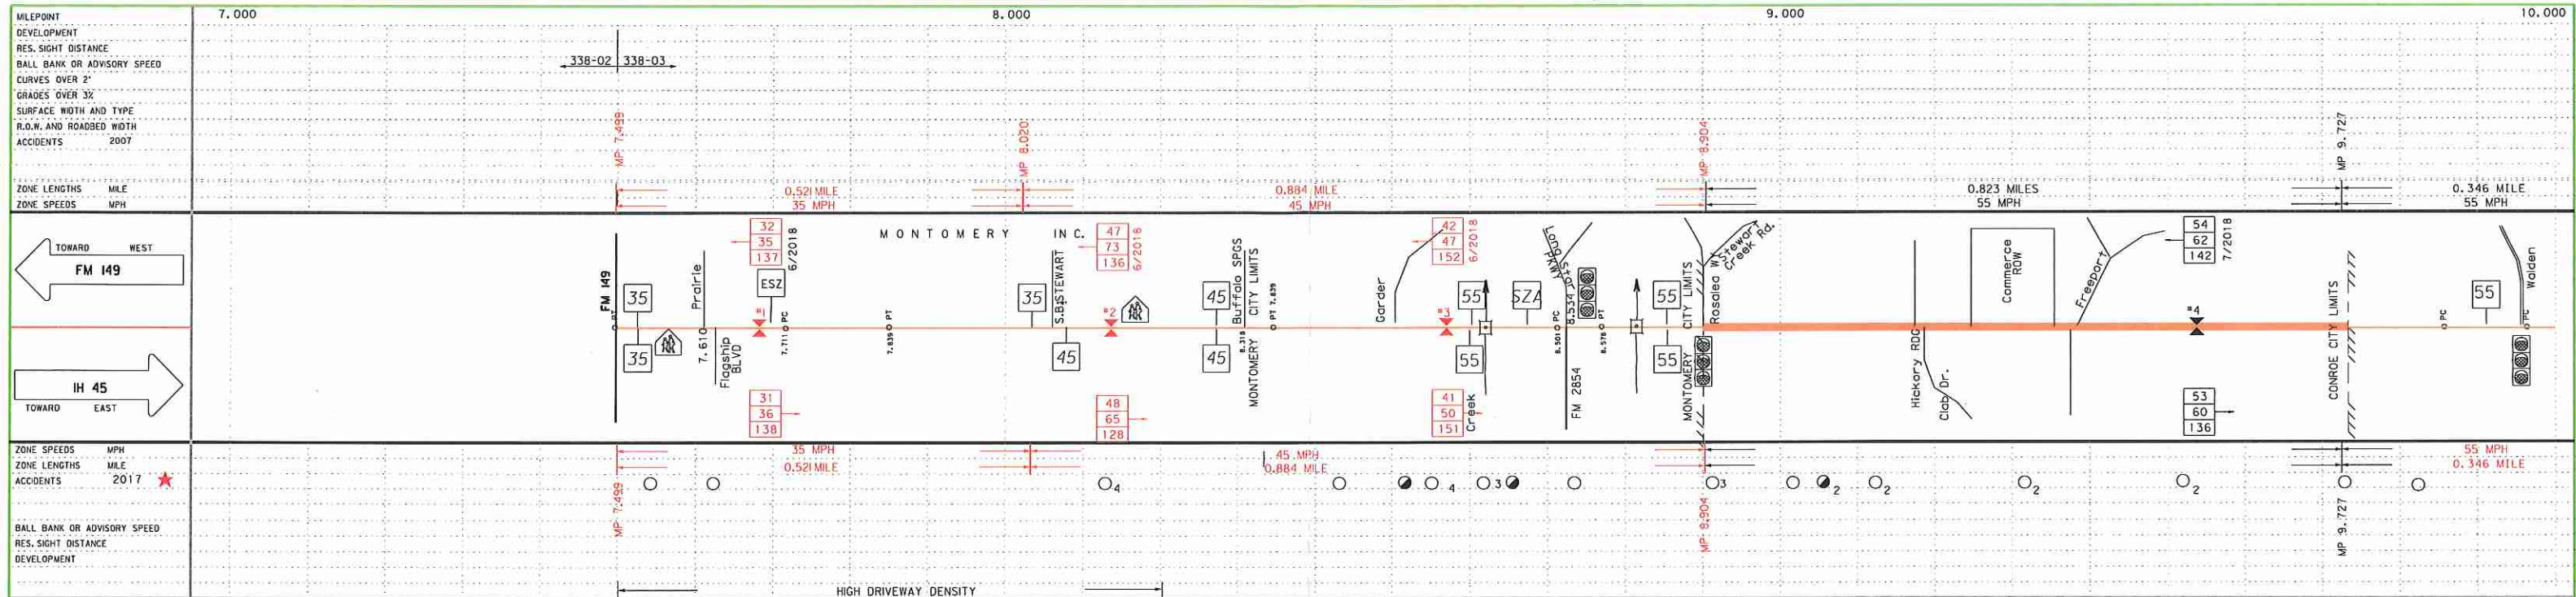 MILEPOINT 7.000 8.000 9.000 10.000
DEVELOPMENT
RES. SIGHT DISTANCE
BALL BANK OR ADVISORY SPEED 338-02 338-03
CURVES OVER 2°
GRADES OVER 3%
SURFACE WIDTH AND TYPE
R.O.W. AND ROADBED WIDTH
ACCIDENTS 2007
MP 7.499
MP 8.020
MP 8.904
MP 9.727
ZONE LENGTHS MILE 0.521 MILE 0.884 MILE 0.823 MILES 0.346 MILE
ZONE SPEEDS MPH 35 MPH 45 MPH 55 MPH 55 MPH
TOWARD WEST
FM 149
IH 45
TOWARD EAST
MONTOMERY INC.
FM 149
PT
35
35
Prairie
7.610
Flagship
BLVD
32
35
137
6/2018
ESZ
#1
7.711 PC
31
36
138
7.839 PT
35
S.B.STEWART
45
47
73
136
6/2018
#2
48
65
128
45
45
Buffalo SPGS
8.318
MONTGOMERY CITY LIMITS
PT 7.839
Garder
42
47
152
6/2018
#3
41
50
151
Creek
55
55
SZA
Long Star
PKWY
8.501 PC
8.534
FM 2854
8.578 PT
55
55
MONTGOMERY CITY LIMITS
Rosalea WY
Stewart
Creek Rd.
Hickory RDG
Clab Dr.
Commerce
ROW
Freeport
54
62
142
7/2018
#4
53
60
136
CONROE CITY LIMITS
PC
55
PC
Walden
ZONE SPEEDS MPH 35 MPH 45 MPH 55 MPH
ZONE LENGTHS MILE 0.521 MILE 0.884 MILE 0.346 MILE
ACCIDENTS 2017 4 4 3 3 2 2 2 2
MP 7.499
MP 8.904
MP 9.727
BALL BANK OR ADVISORY SPEED
RES. SIGHT DISTANCE
DEVELOPMENT
HIGH DRIVEWAY DENSITY